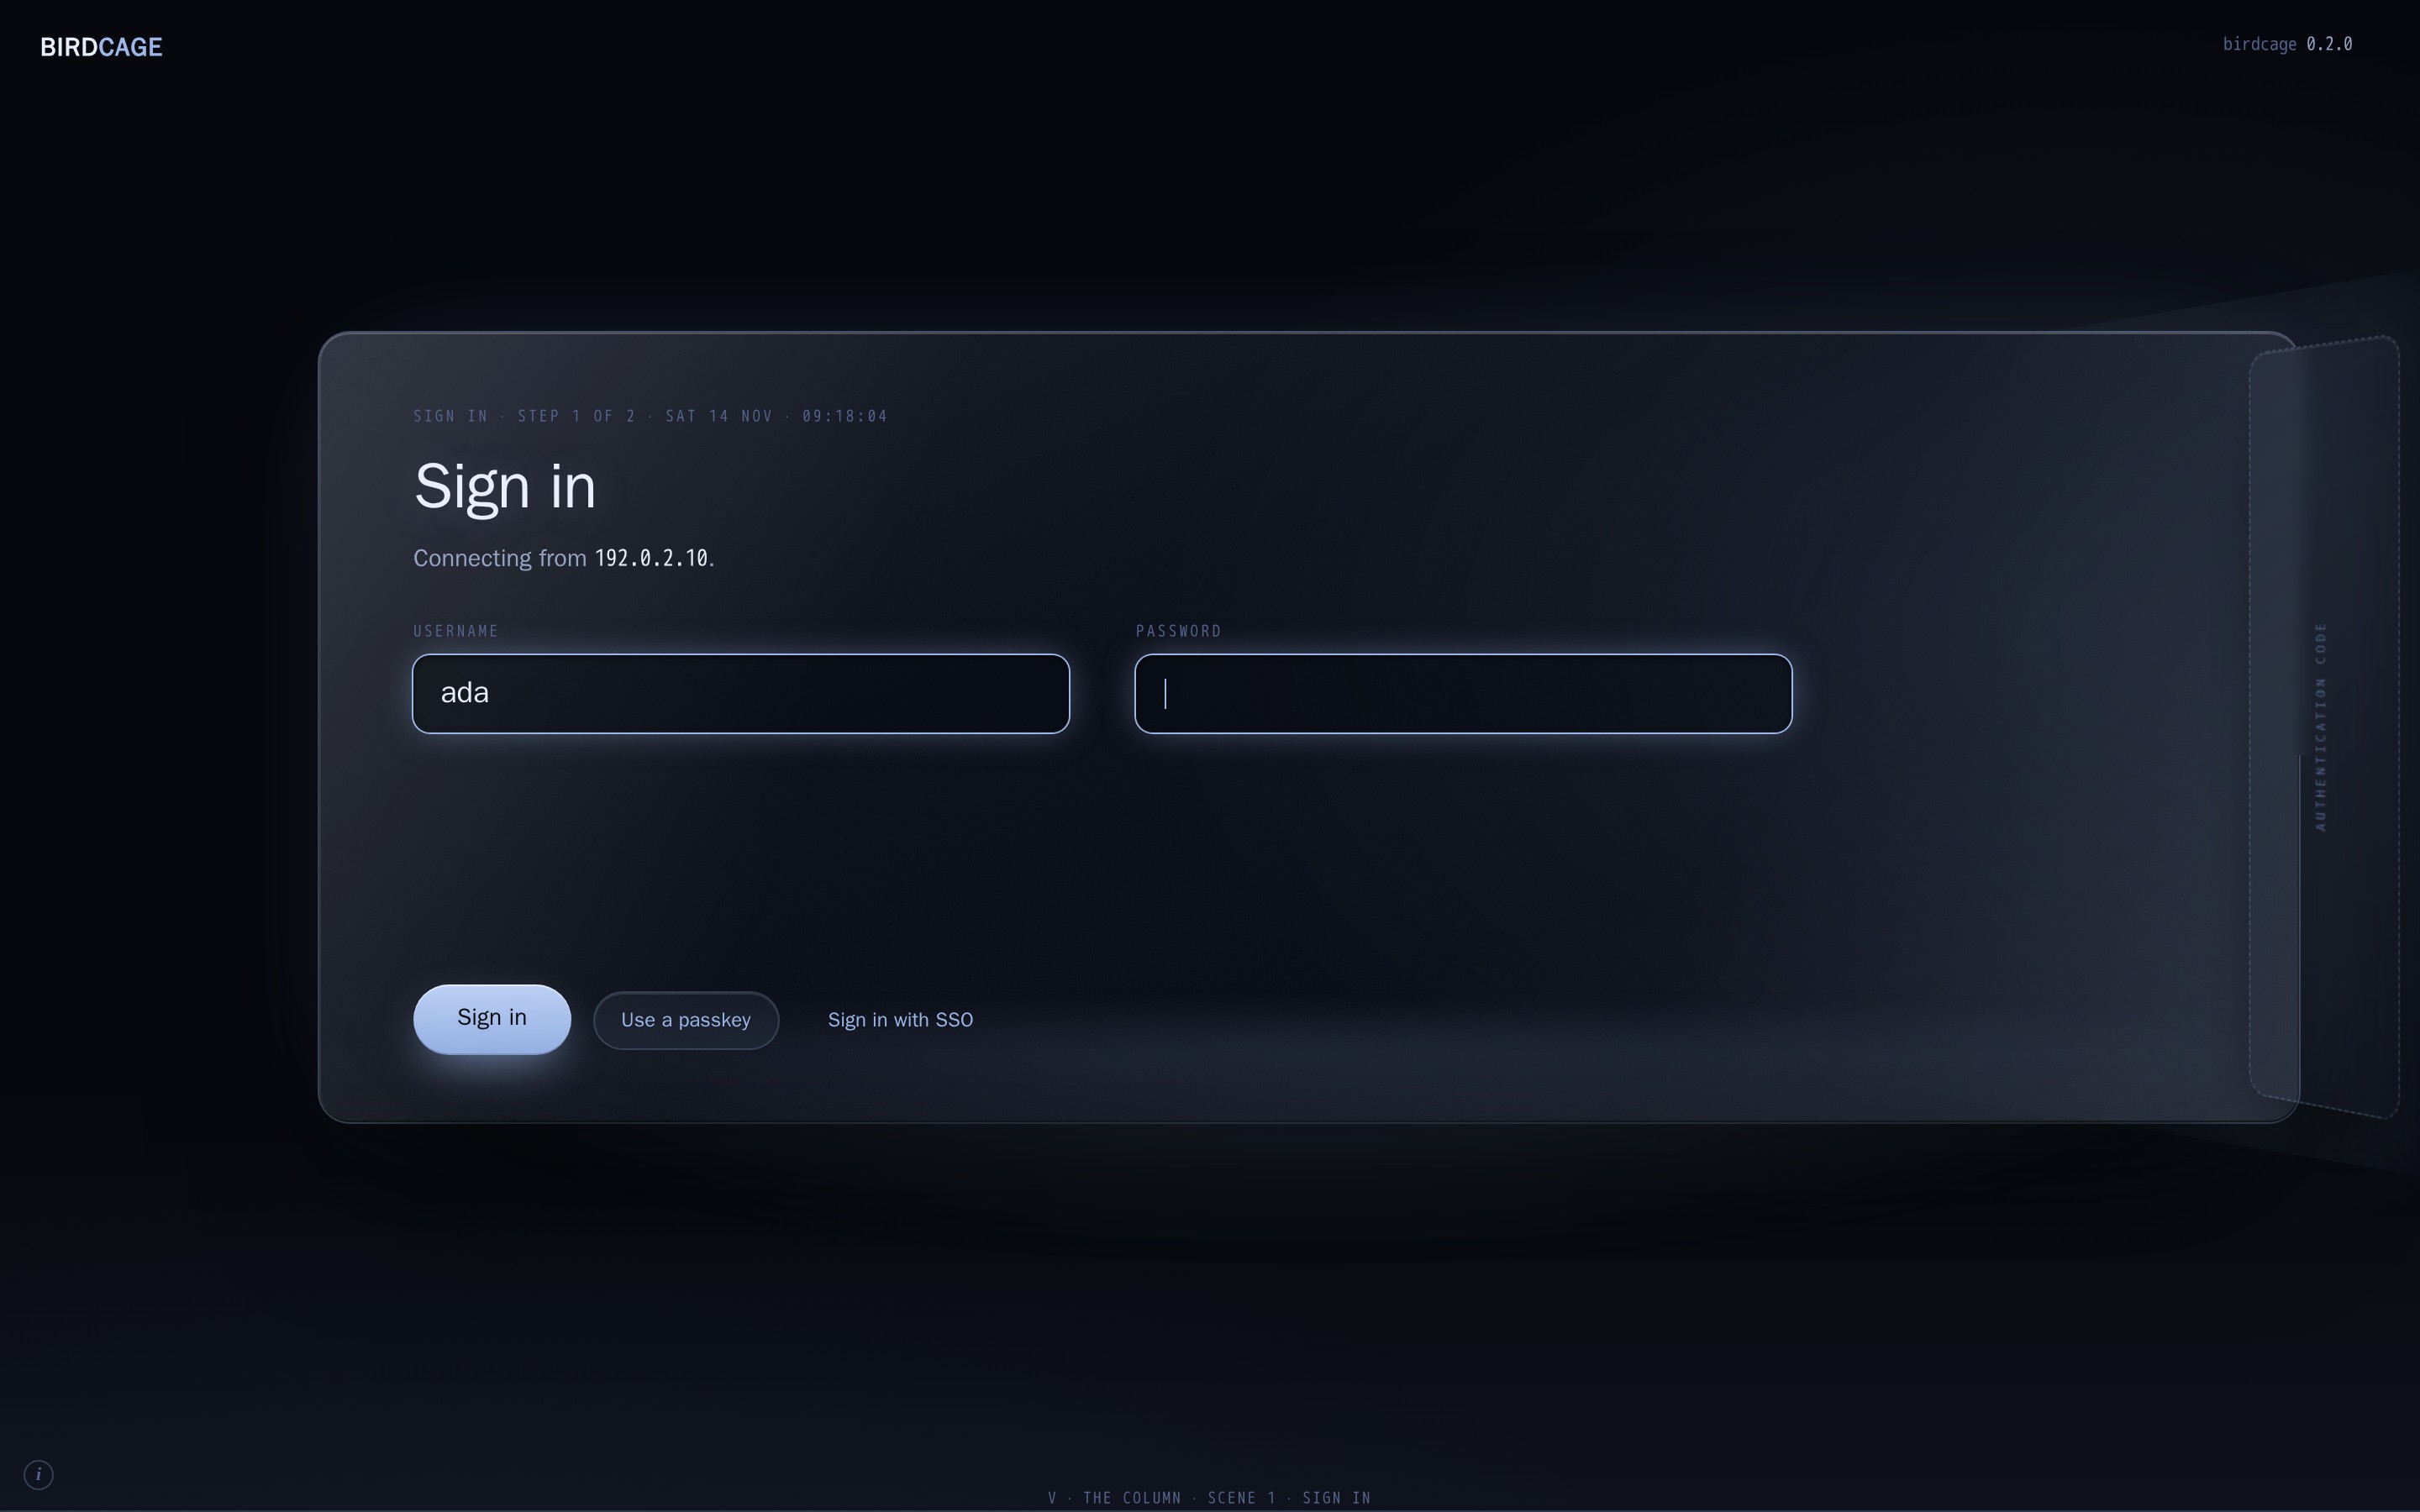 BIRDCAGE
birdcage 0.2.0
SIGN IN · STEP 1 OF 2 · SAT 14 NOV · 09:18:04
Sign in
Connecting from 192.0.2.10.
USERNAME
PASSWORD
ada
AUTHENTICATION CODE
Sign in
Use a passkey
Sign in with SSO
i
V · THE COLUMN · SCENE 1 · SIGN IN